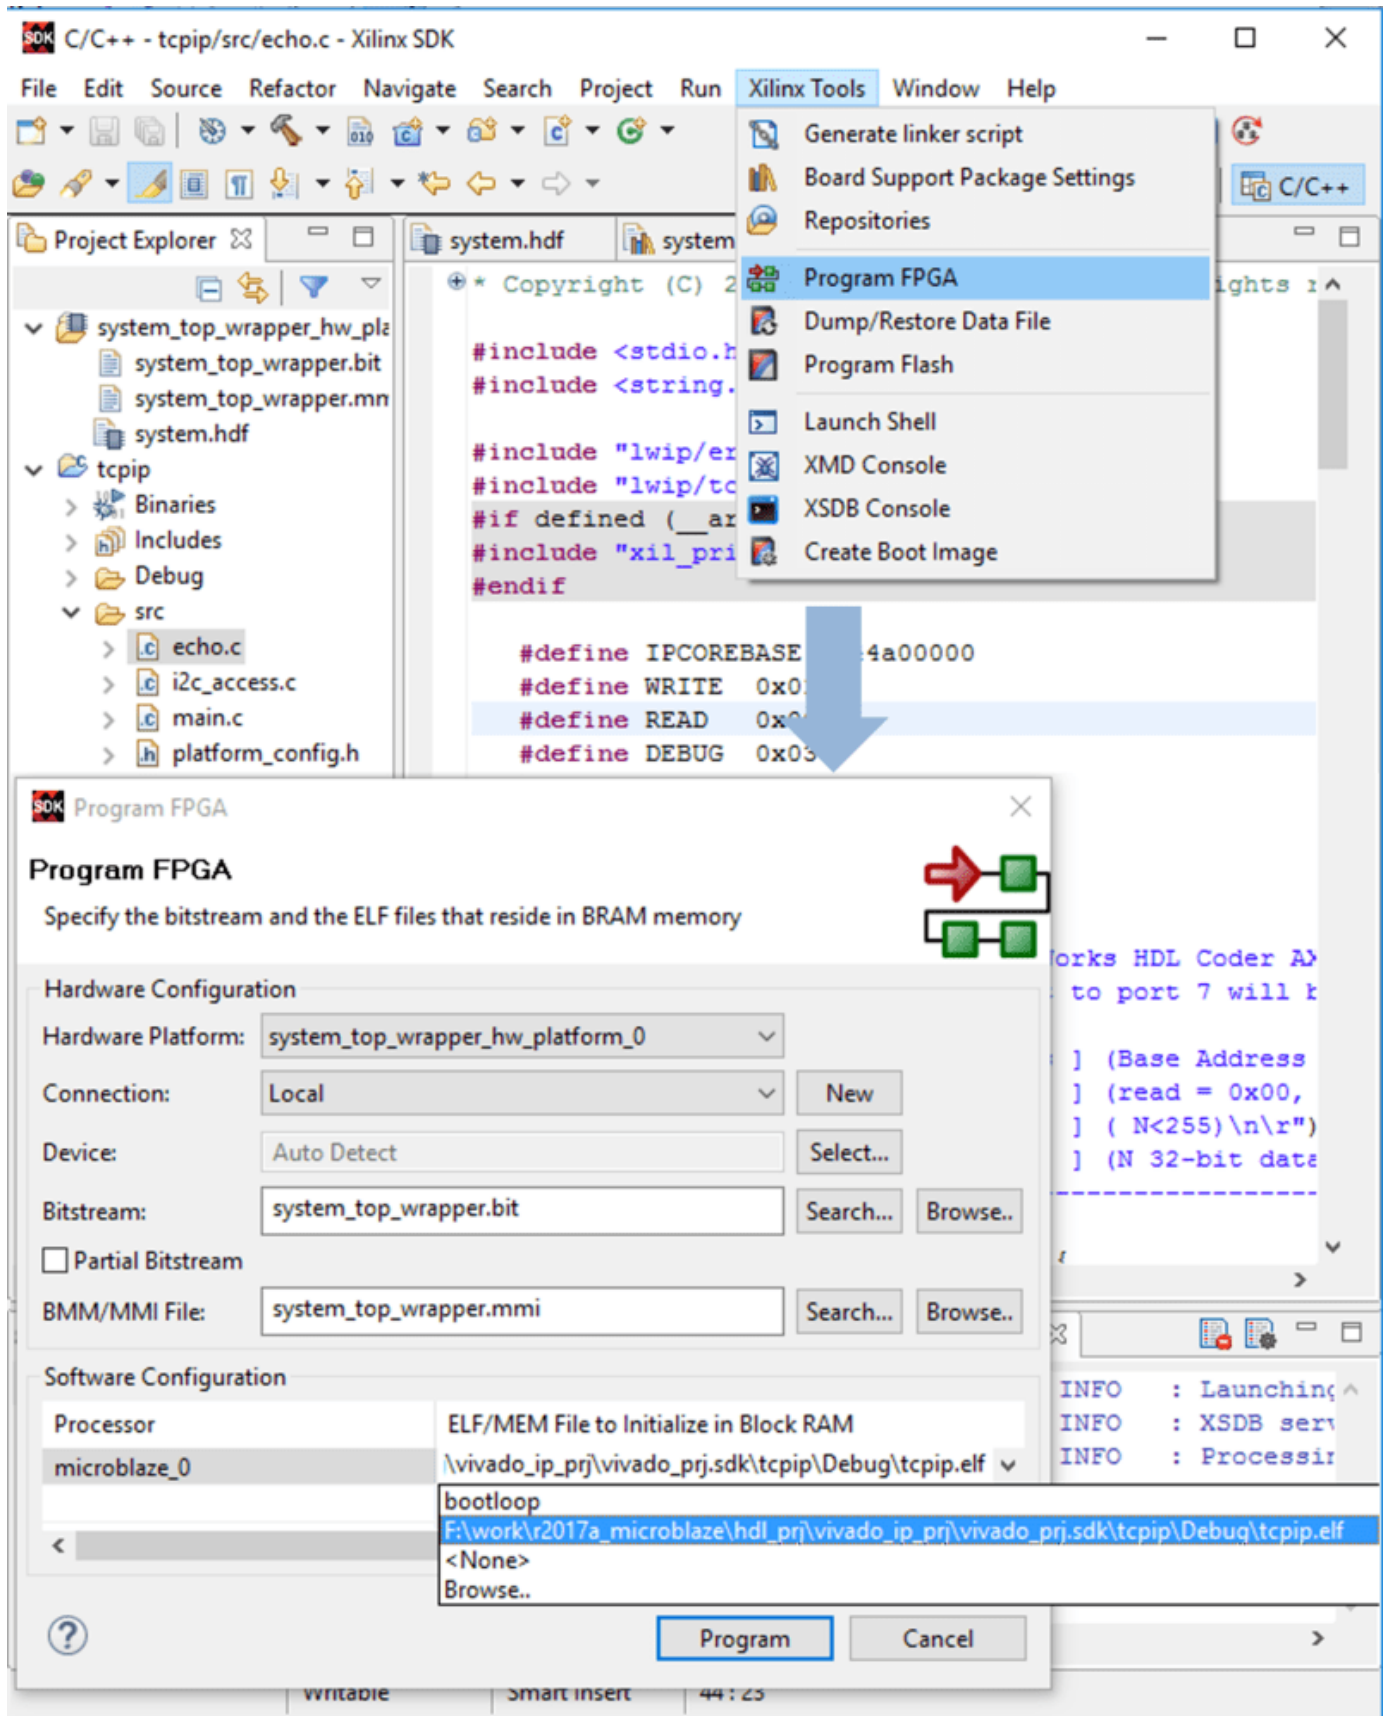 SDK C/C++ - tcpip/src/echo.c - Xilinx SDK
File Edit Source Refactor Navigate Search Project Run Xilinx Tools Window Help
Generate linker script
Board Support Package Settings
Repositories
Program FPGA
Dump/Restore Data File
Program Flash
Launch Shell
XMD Console
XSDB Console
Create Boot Image
C/C++
Project Explorer
system_top_wrapper_hw_pla
system_top_wrapper.bit
system_top_wrapper.mm
system.hdf
tcpip
Binaries
Includes
Debug
src
echo.c
i2c_access.c
main.c
platform_config.h
system.hdf system
* Copyright (C) 2 ights r
#include <stdio.h
#include <string.
#include "lwip/er
#include "lwip/tc
#if defined (__ar
#include "xil_pri
#endif
#define IPCOREBASE 4a00000
#define WRITE 0x0
#define READ 0x0
#define DEBUG 0x03
orks HDL Coder AX
to port 7 will b
] (Base Address
] (read = 0x00,
] ( N<255)\n\r")
] (N 32-bit data
------------------
{
SDK Program FPGA
Program FPGA
Specify the bitstream and the ELF files that reside in BRAM memory
Hardware Configuration
Hardware Platform: system_top_wrapper_hw_platform_0
Connection: Local New
Device: Auto Detect Select...
Bitstream: system_top_wrapper.bit Search... Browse..
Partial Bitstream
BMM/MMI File: system_top_wrapper.mmi Search... Browse..
Software Configuration
Processor ELF/MEM File to Initialize in Block RAM
microblaze_0 \vivado_ip_prj\vivado_prj.sdk\tcpip\Debug\tcpip.elf
bootloop
F:\work\r2017a_microblaze\hdl_prj\vivado_ip_prj\vivado_prj.sdk\tcpip\Debug\tcpip.elf
<None>
Browse..
Program Cancel
INFO : Launching
INFO : XSDB serv
INFO : Processin
Writable Smart Insert 44 : 23